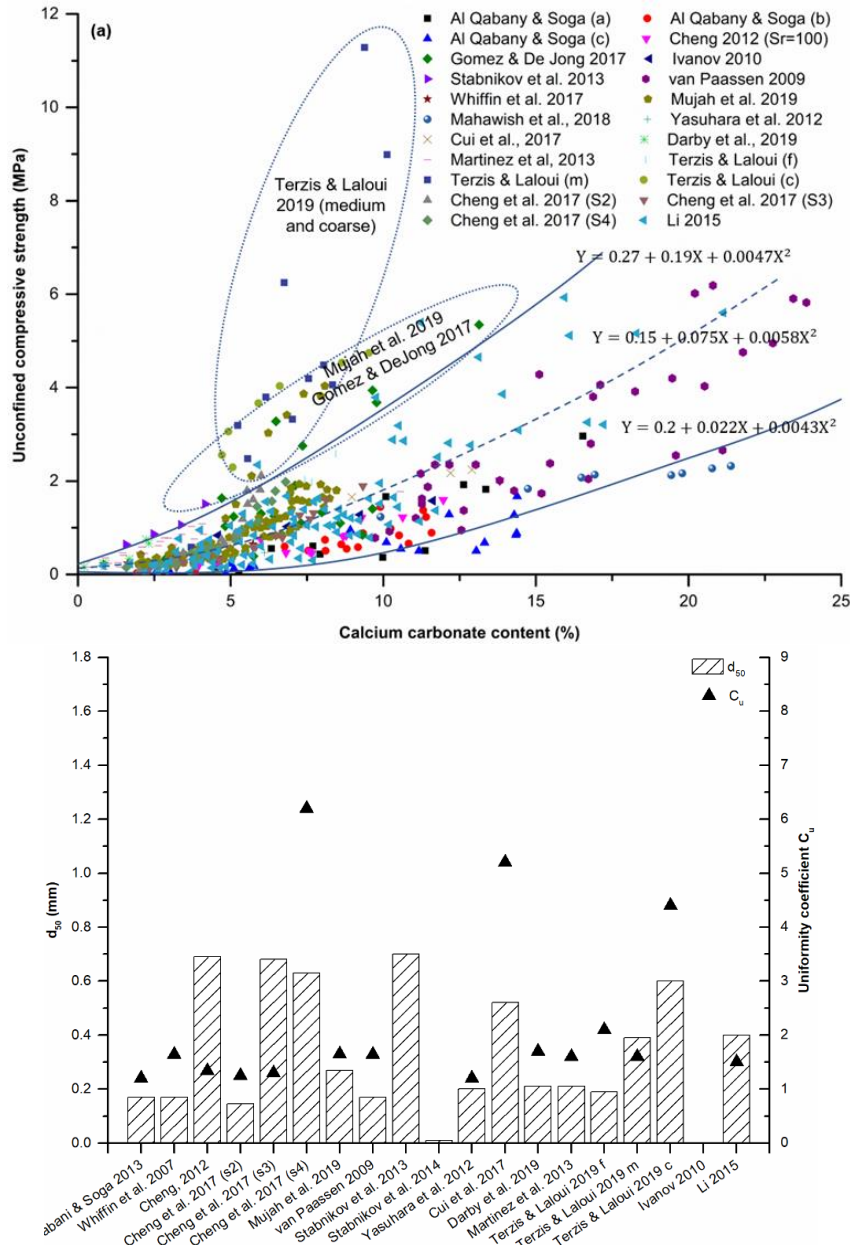 (a)
Al Qabany & Soga (a)
Al Qabany & Soga (b)
Al Qabany & Soga (c)
Cheng 2012 (Sr=100)
Gomez & De Jong 2017
Ivanov 2010
Stabnikov et al. 2013
van Paassen 2009
Whiffin et al. 2017
Mujah et al. 2019
Mahawish et al., 2018
Yasuhara et al. 2012
Cui et al., 2017
Darby et al., 2019
Martinez et al, 2013
Terzis & Laloui (f)
Terzis & Laloui (m)
Terzis & Laloui (c)
Cheng et al. 2017 (S2)
Cheng et al. 2017 (S3)
Cheng et al. 2017 (S4)
Li 2015
Terzis & Laloui
2019 (medium
and coarse)
Mujah et al. 2019
Gomez & DeJong 2017
Y = 0.27 + 0.19X + 0.0047X²
Y = 0.15 + 0.075X + 0.0058X²
Y = 0.2 + 0.022X + 0.0043X²
Unconfined compressive strength (MPa)
12
10
8
6
4
2
0
0
5
10
15
20
25
Calcium carbonate content (%)
d₅₀
Cᵤ
d₅₀ (mm)
1.8
1.6
1.4
1.2
1.0
0.8
0.6
0.4
0.2
0.0
Uniformity coefficient Cᵤ
9
8
7
6
5
4
3
2
1
0
abani & Soga 2013
Whiffin et al. 2007
Cheng, 2012
Cheng et al. 2017 (s2)
Cheng et al. 2017 (s3)
Cheng et al. 2017 (s4)
Mujah et al. 2019
van Paassen 2009
Stabnikov et al. 2013
Stabnikov et al. 2014
Yasuhara et al. 2012
Cui et al. 2017
Darby et al. 2019
Martinez et al. 2013
Terzis & Laloui 2019 f
Terzis & Laloui 2019 m
Terzis & Laloui 2019 c
Ivanov 2010
Li 2015